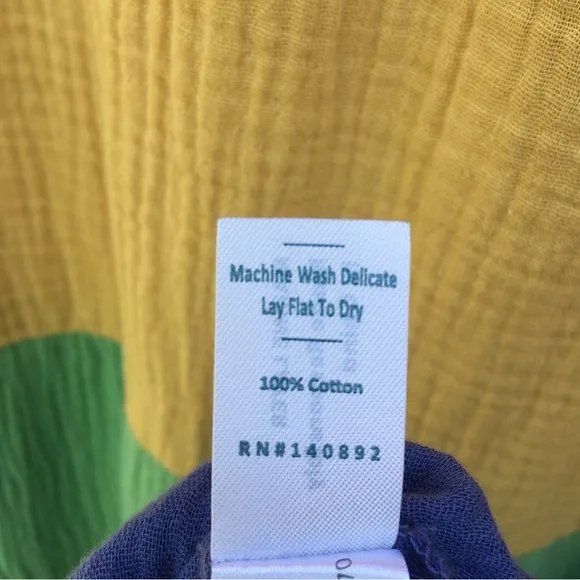 Machine Wash Delicate
Lay Flat To Dry
100% Cotton
RN#140892